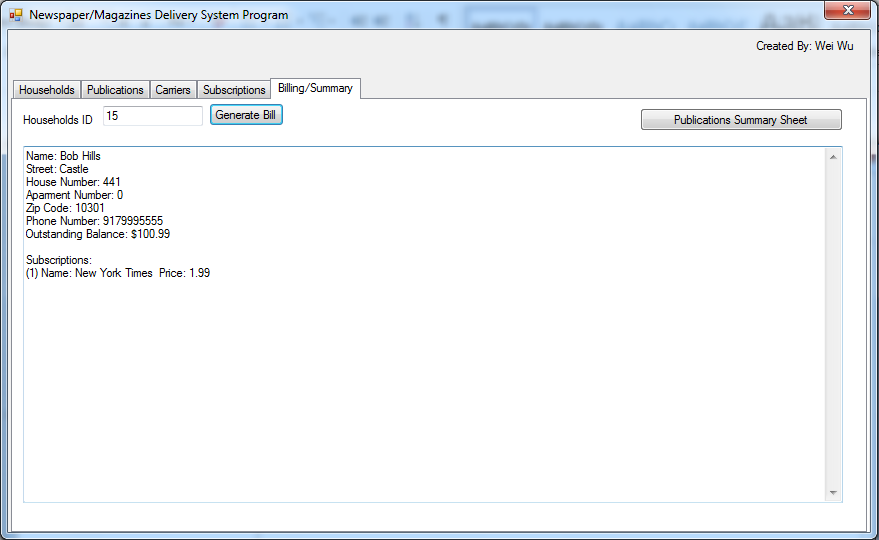 Newspaper/Magazines Delivery System Program
Created By: Wei Wu
Households Publications Carriers Subscriptions Billing/Summary
Households ID 15 Generate Bill Publications Summary Sheet
Name: Bob Hills
Street: Castle
House Number: 441
Aparment Number: 0
Zip Code: 10301
Phone Number: 9179995555
Outstanding Balance: $100.99
Subscriptions:
(1) Name: New York Times Price: 1.99